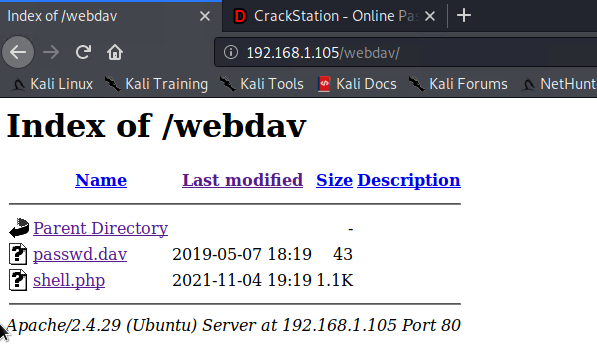 Index of /webdav
CrackStation - Online Pas
192.168.1.105/webdav/
Kali Linux Kali Training Kali Tools Kali Docs Kali Forums NetHunt
Index of /webdav
Name Last modified Size Description
Parent Directory -
passwd.dav 2019-05-07 18:19 43
shell.php 2021-11-04 19:19 1.1K
Apache/2.4.29 (Ubuntu) Server at 192.168.1.105 Port 80